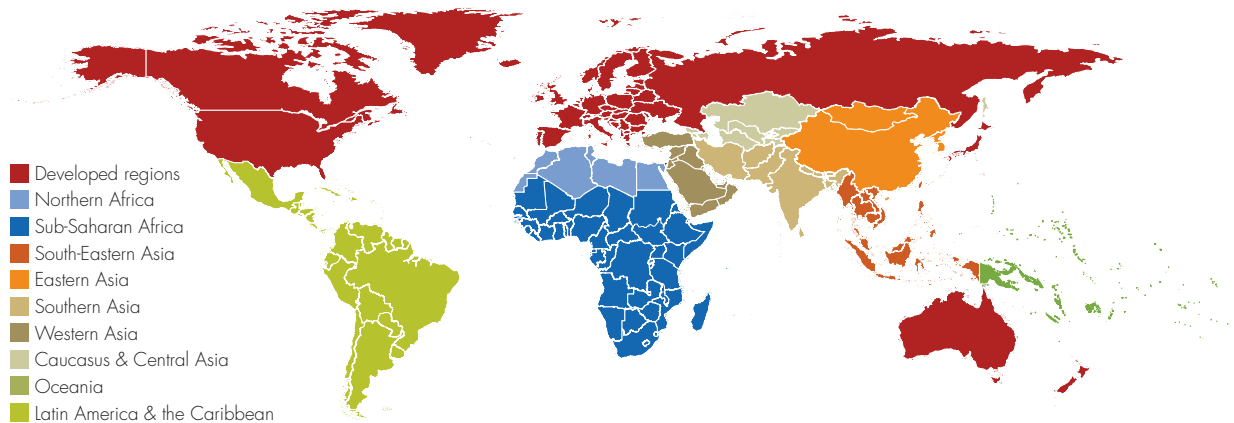 Developed regions
Northern Africa
Sub-Saharan Africa
South-Eastern Asia
Eastern Asia
Southern Asia
Western Asia
Caucasus & Central Asia
Oceania
Latin America & the Caribbean